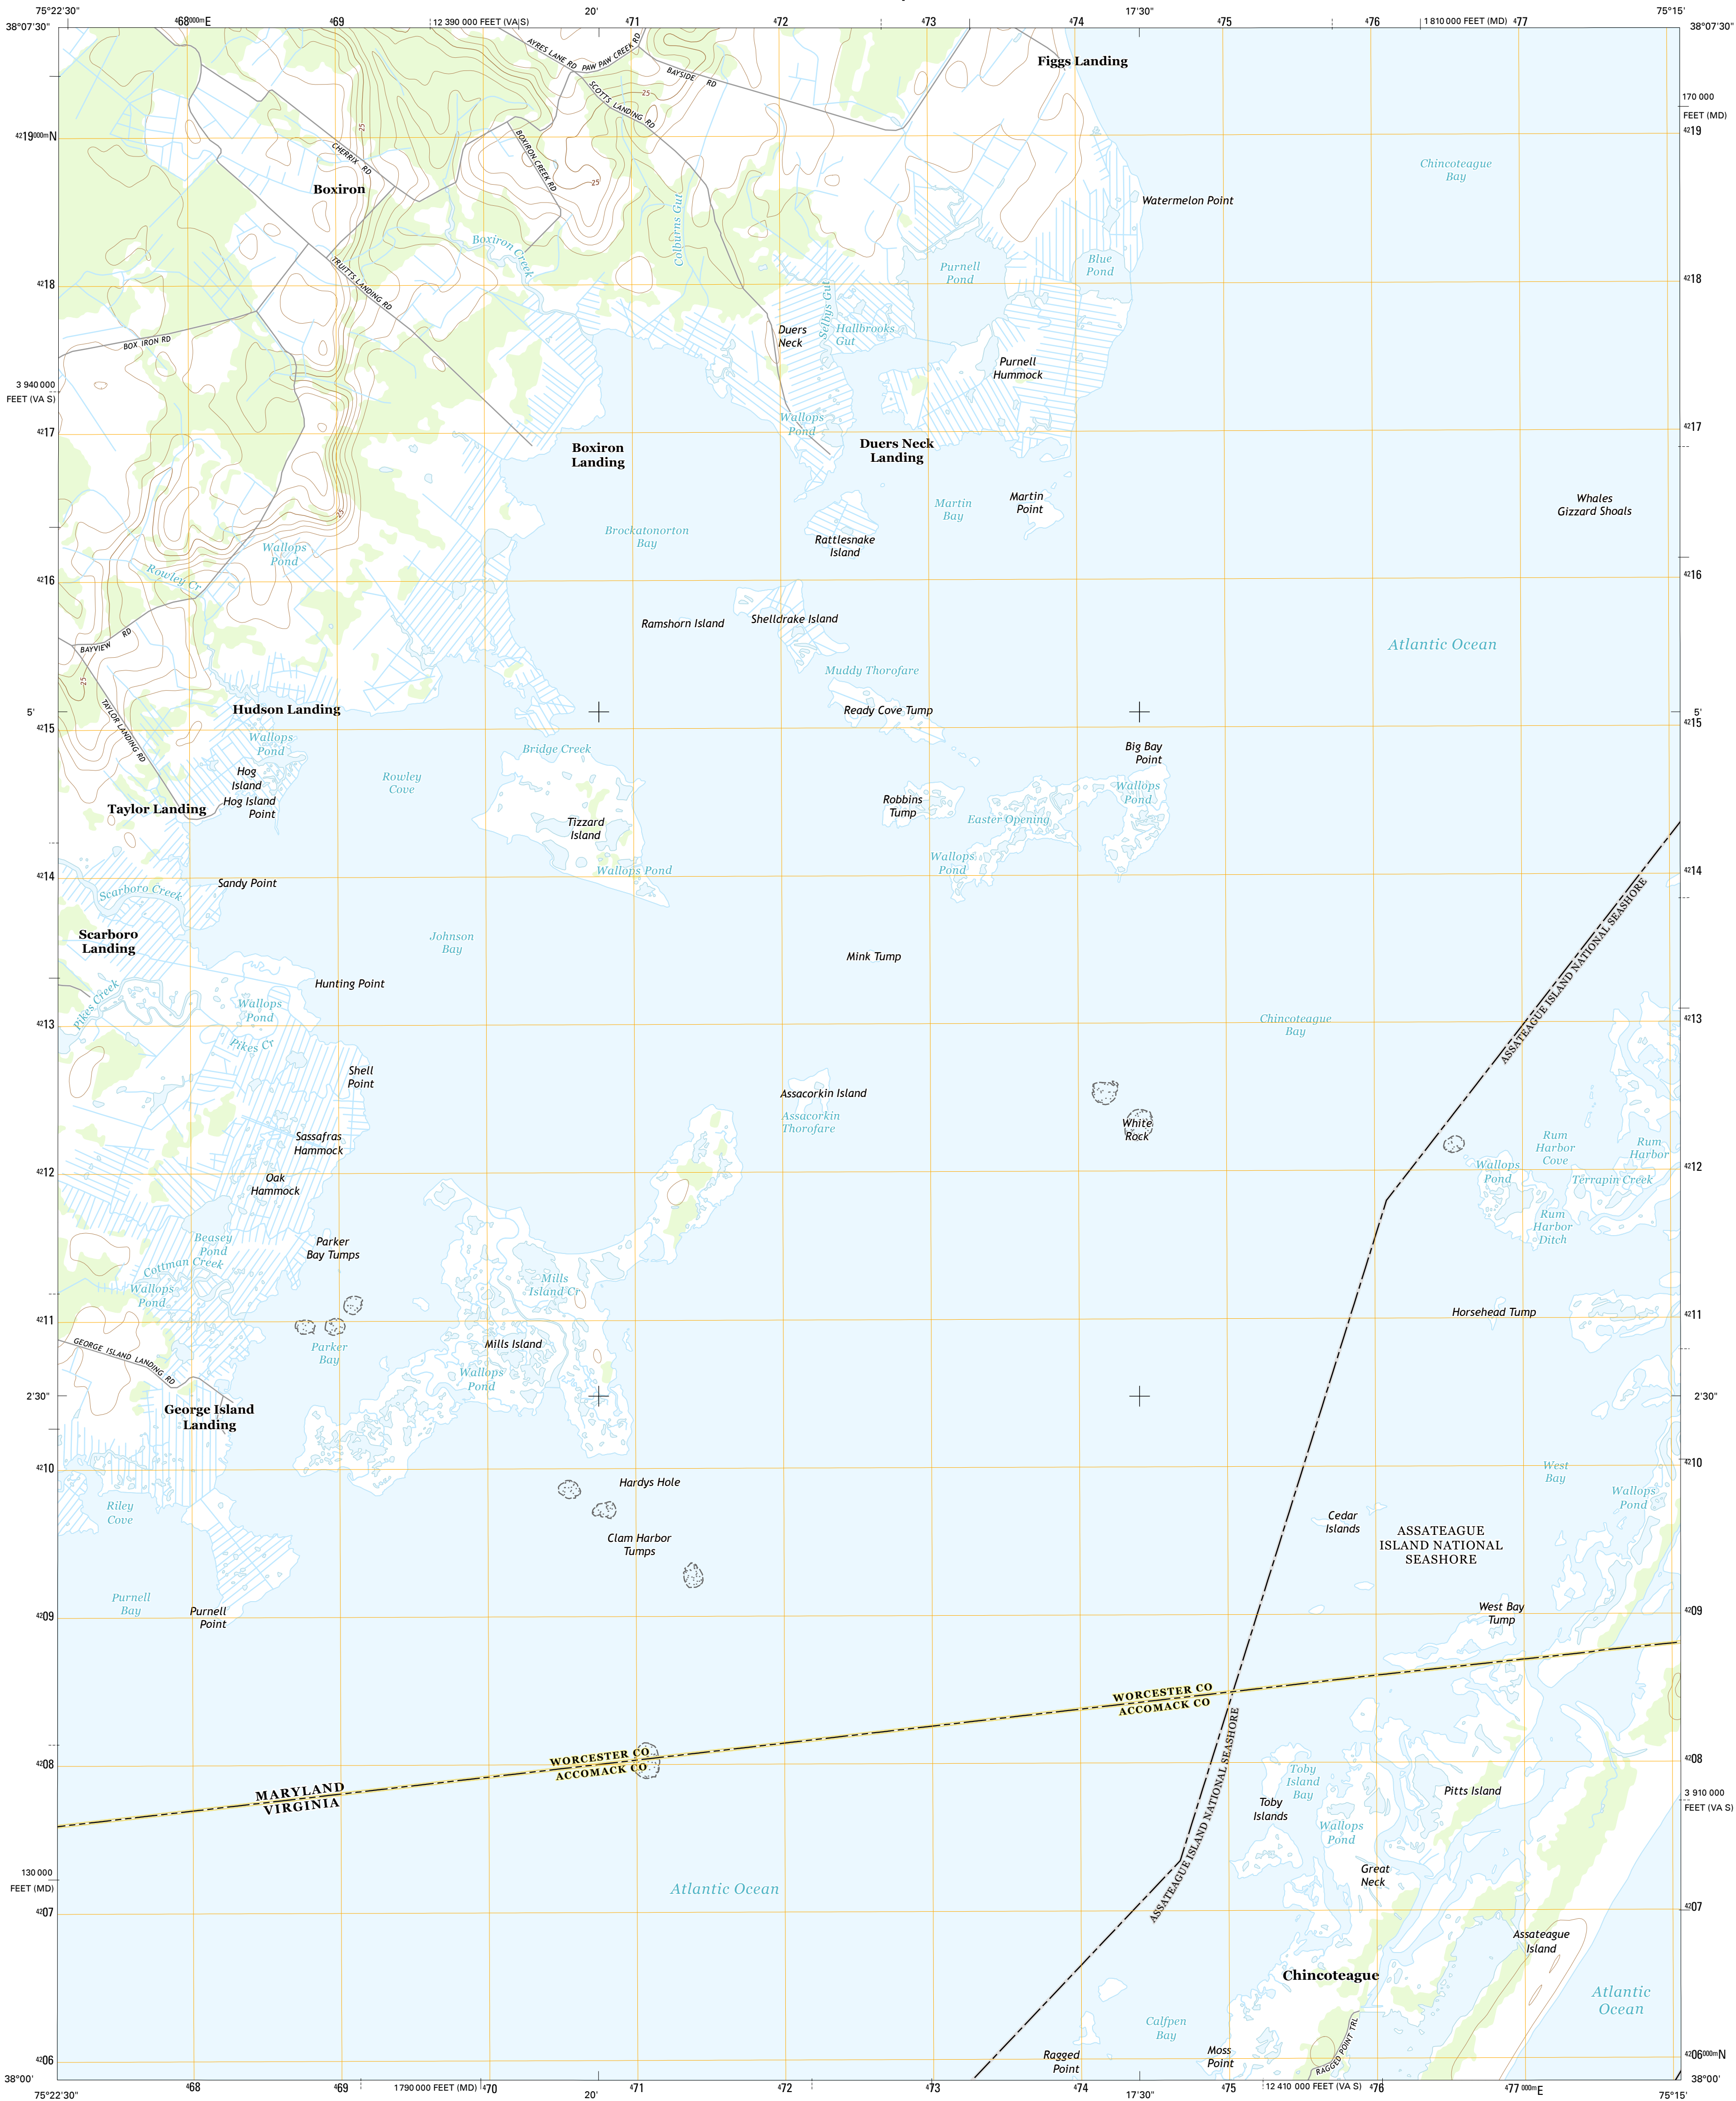 75°22'30"
468000mE
469
12 390 000 FEET (VA S)
20'
471
472
473
474
17'30"
475
476
1 810 000 FEET (MD)
477
75°15'
38°07'30"
38°07'30"
AYRES LANE RD
PAW PAW CREEK RD
BAYSIDE RD
Figgs Landing
SCOTTS LANDING RD
25
170 000
FEET (MD)
4219000mN
4219
25
CHERRIX RD
BOXIRON CREEK RD
Chincoteague
Bay
Boxiron
25
Watermelon Point
Colburns Gut
Boxiron Creek
Purnell
Pond
Blue
Pond
TRUITTS LANDING RD
4218
4218
Selbys Gut
Duers
Neck
Hallbrooks
Gut
BOX IRON RD
Purnell
Hummock
3 940 000
FEET (VA S)
Wallops
Pond
4217
4217
Boxiron
Landing
Duers Neck
Landing
Martin
Point
Martin
Bay
Whales
Gizzard Shoals
25
Brockatonorton
Bay
Rattlesnake
Island
Wallops
Pond
Rowley Cr
4216
4216
Ramshorn Island
Shelldrake Island
BAYVIEW RD
Atlantic Ocean
Muddy Thorofare
25
TAYLOR LANDING RD
Hudson Landing
Ready Cove Tump
5'
5'
4215
4215
Wallops
Pond
Bridge Creek
Big Bay
Point
Hog
Island
Rowley
Cove
Wallops
Pond
Taylor Landing
Hog Island
Point
Robbins
Tump
Easter Opening
Tizzard
Island
Wallops
Pond
Wallops Pond
4214
4214
Sandy Point
Scarboro Creek
Scarboro
Landing
Johnson
Bay
Mink Tump
ASSATEAGUE ISLAND NATIONAL SEASHORE
Hunting Point
Pikes Creek
Wallops
Pond
4213
4213
Chincoteague
Bay
Pikes Cr
Shell
Point
Assacorkin Island
Assacorkin
Thorofare
White
Rock
Sassafras
Hammock
Rum
Harbor
Cove
Rum
Harbor
Wallops
Pond
Terrapin Creek
4212
4212
Oak
Hammock
Rum
Harbor
Ditch
Beasey
Pond
Parker
Bay Tumps
Cottman Creek
Wallops
Pond
Mills
Island Cr
Horsehead Tump
4211
4211
GEORGE ISLAND LANDING RD
Parker
Bay
Mills Island
Wallops
Pond
2'30"
2'30"
George Island
Landing
4210
4210
West
Bay
Hardys Hole
Wallops
Pond
Riley
Cove
Cedar
Islands
Clam Harbor
Tumps
ASSATEAGUE
ISLAND NATIONAL
SEASHORE
Purnell
Bay
Purnell
Point
4209
4209
West Bay
Tump
WORCESTER CO
ACCOMACK CO
WORCESTER CO
ACCOMACK CO
4208
4208
MARYLAND
VIRGINIA
ASSATEAGUE ISLAND NATIONAL SEASHORE
Toby
Island
Bay
Pitts Island
Toby
Islands
3 910 000
FEET (VA S)
Wallops
Pond
130 000
FEET (MD)
Great
Neck
Atlantic Ocean
4207
4207
Assateague
Island
Chincoteague
Atlantic
Ocean
Calfpen
Bay
RAGGED POINT TRL
Ragged
Point
Moss
Point
4206
4206000mN
38°00'
38°00'
75°22'30"
468
469
1790 000 FEET (MD)
470
20'
471
472
473
474
17'30"
475
12 410 000 FEET (VA S)
476
477000mE
75°15'